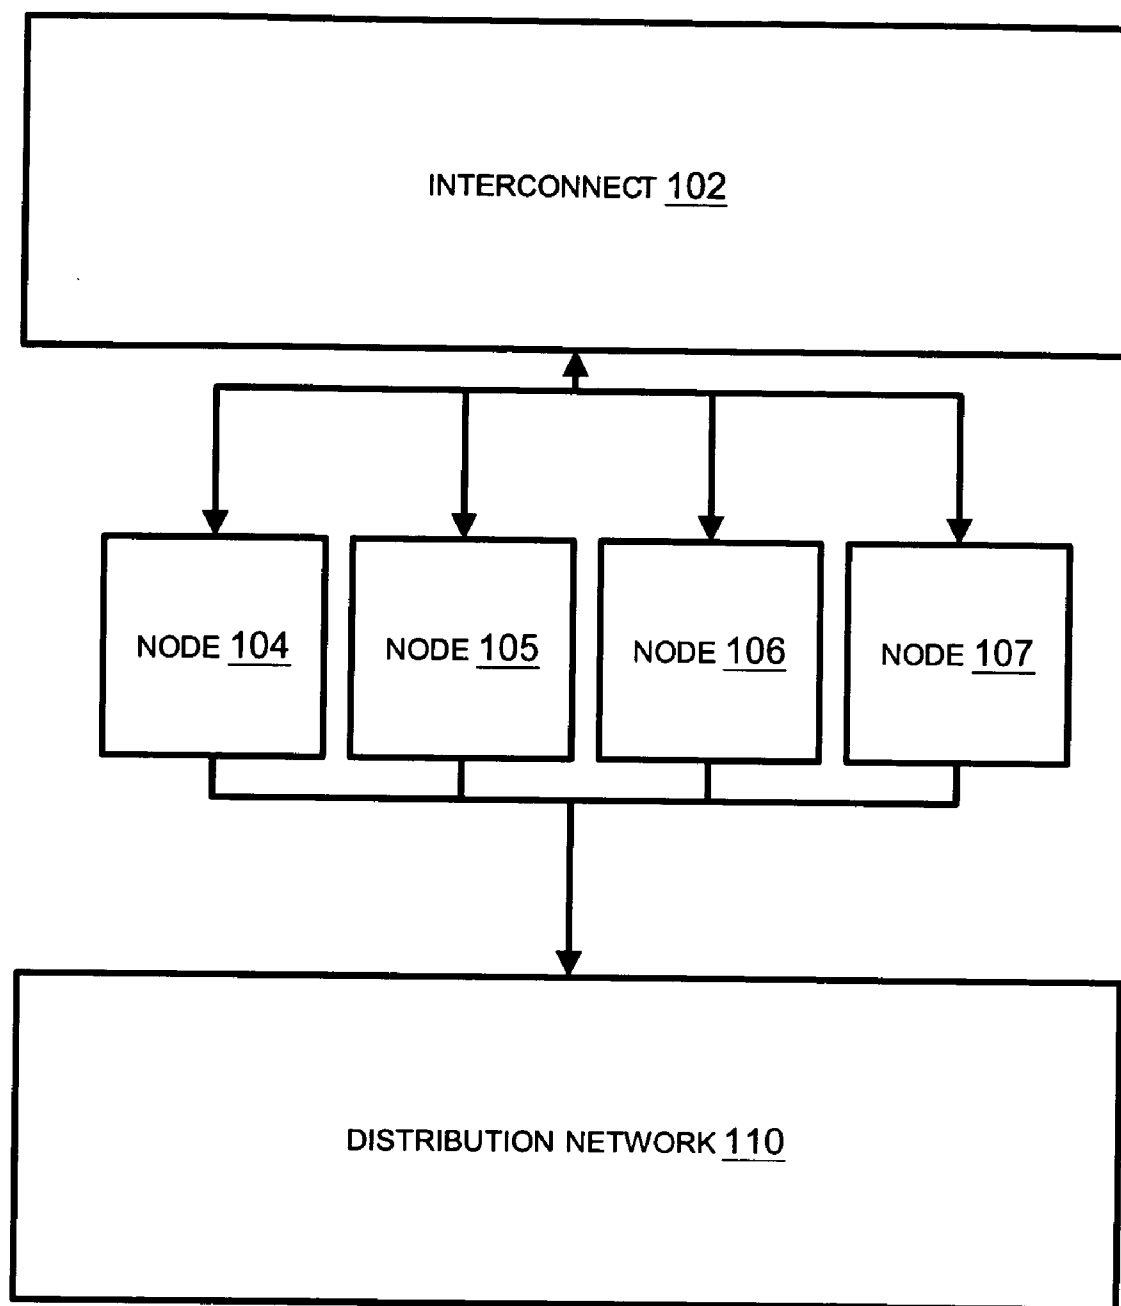 INTERCONNECT 102
NODE 104
NODE 105
NODE 106
NODE 107
DISTRIBUTION NETWORK 110